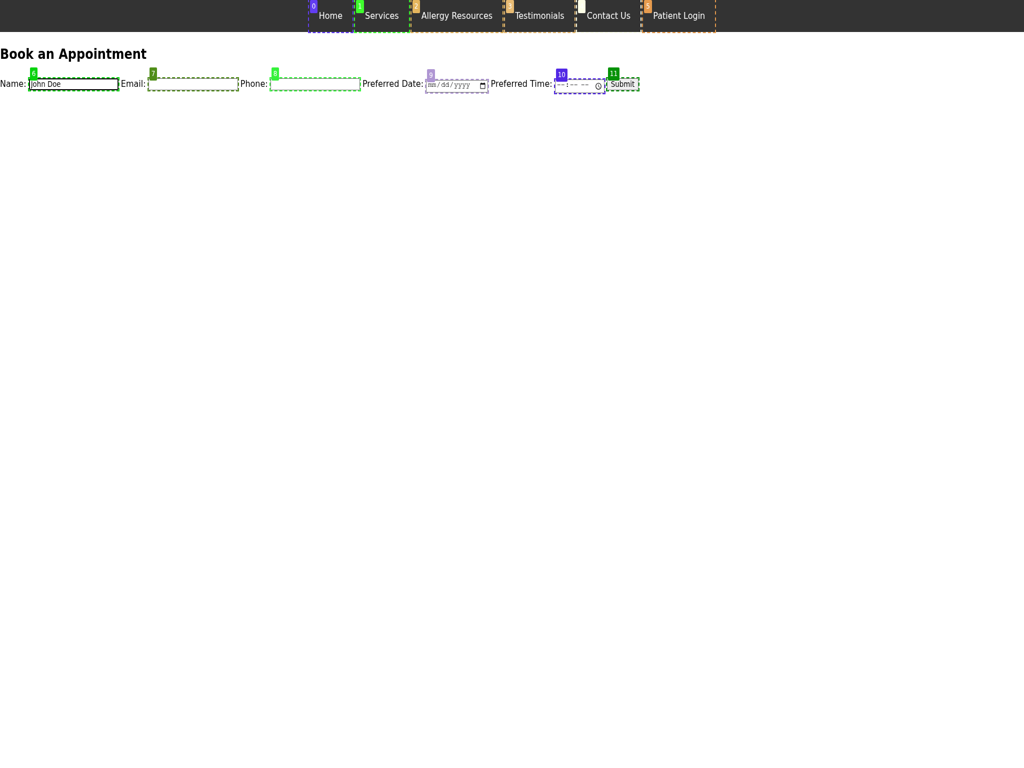 0 1 2 3 5
Home Services Allergy Resources Testimonials Contact Us Patient Login
Book an Appointment
6 7 8 9 10 11
Name: John Doe Email: Phone: Preferred Date: mm/dd/yyyy Preferred Time: --:-- -- Submit